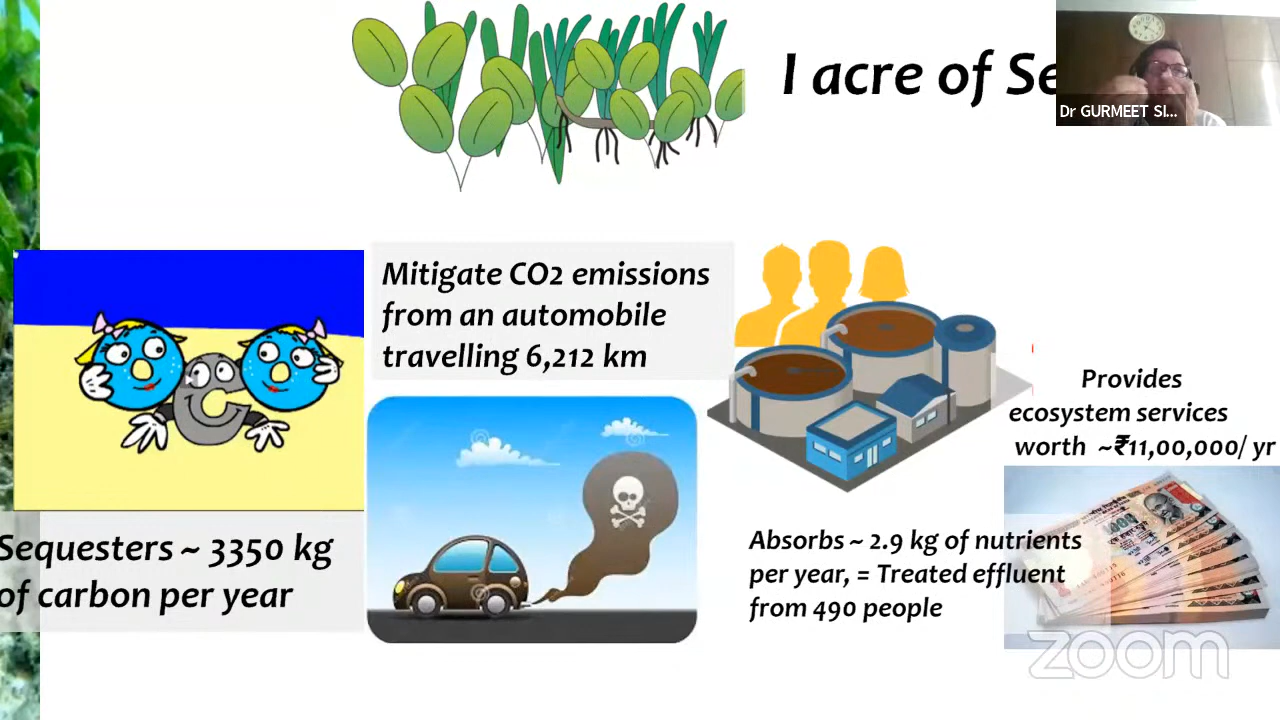 I acre of Se
Dr GURMEET SI...
Mitigate CO2 emissions
from an automobile
travelling 6,212 km
Provides
ecosystem services
worth ~₹11,00,000/ yr
Sequesters ~ 3350 kg
of carbon per year
Absorbs ~ 2.9 kg of nutrients
per year, = Treated effluent
from 490 people
zoom